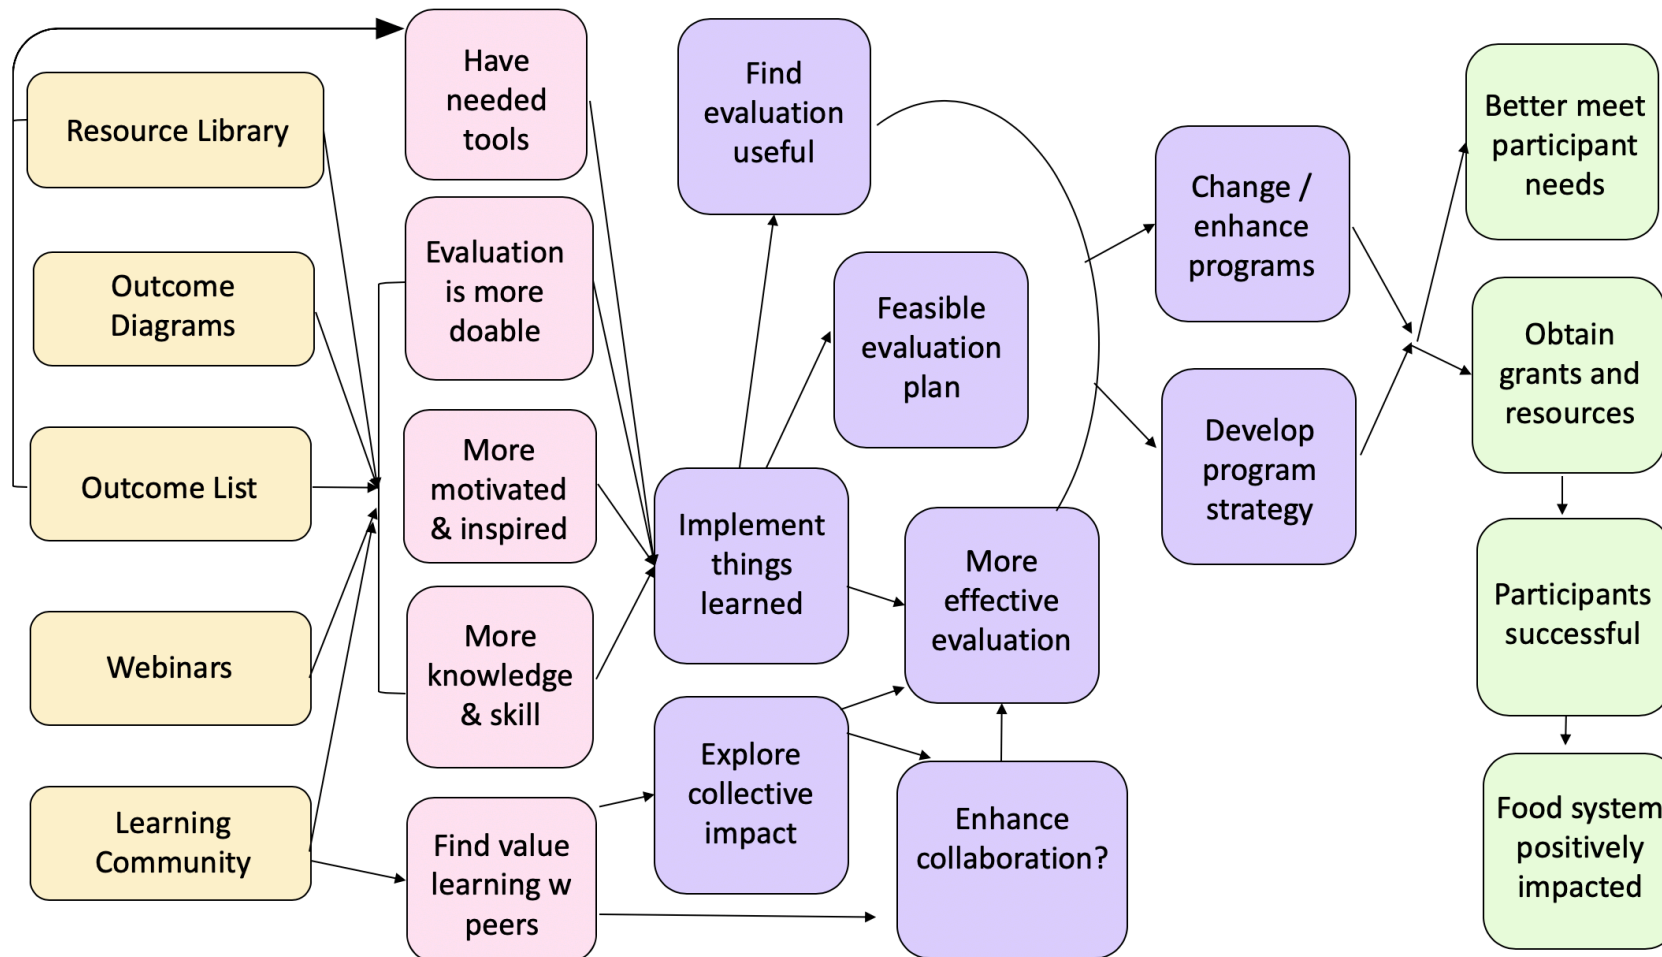 Resource Library
Outcome
Diagrams
Outcome List
Webinars
Learning
Community
Have
needed
tools
Evaluation
is more
doable
More
motivated
& inspired
More
knowledge
& skill
Find value
learning w
peers
Find
evaluation
useful
Feasible
evaluation
plan
Implement
things
learned
More
effective
evaluation
Explore
collective
impact
Enhance
collaboration?
Change /
enhance
programs
Develop
program
strategy
Better meet
participant
needs
Obtain
grants and
resources
Participants
successful
Food system
positively
impacted